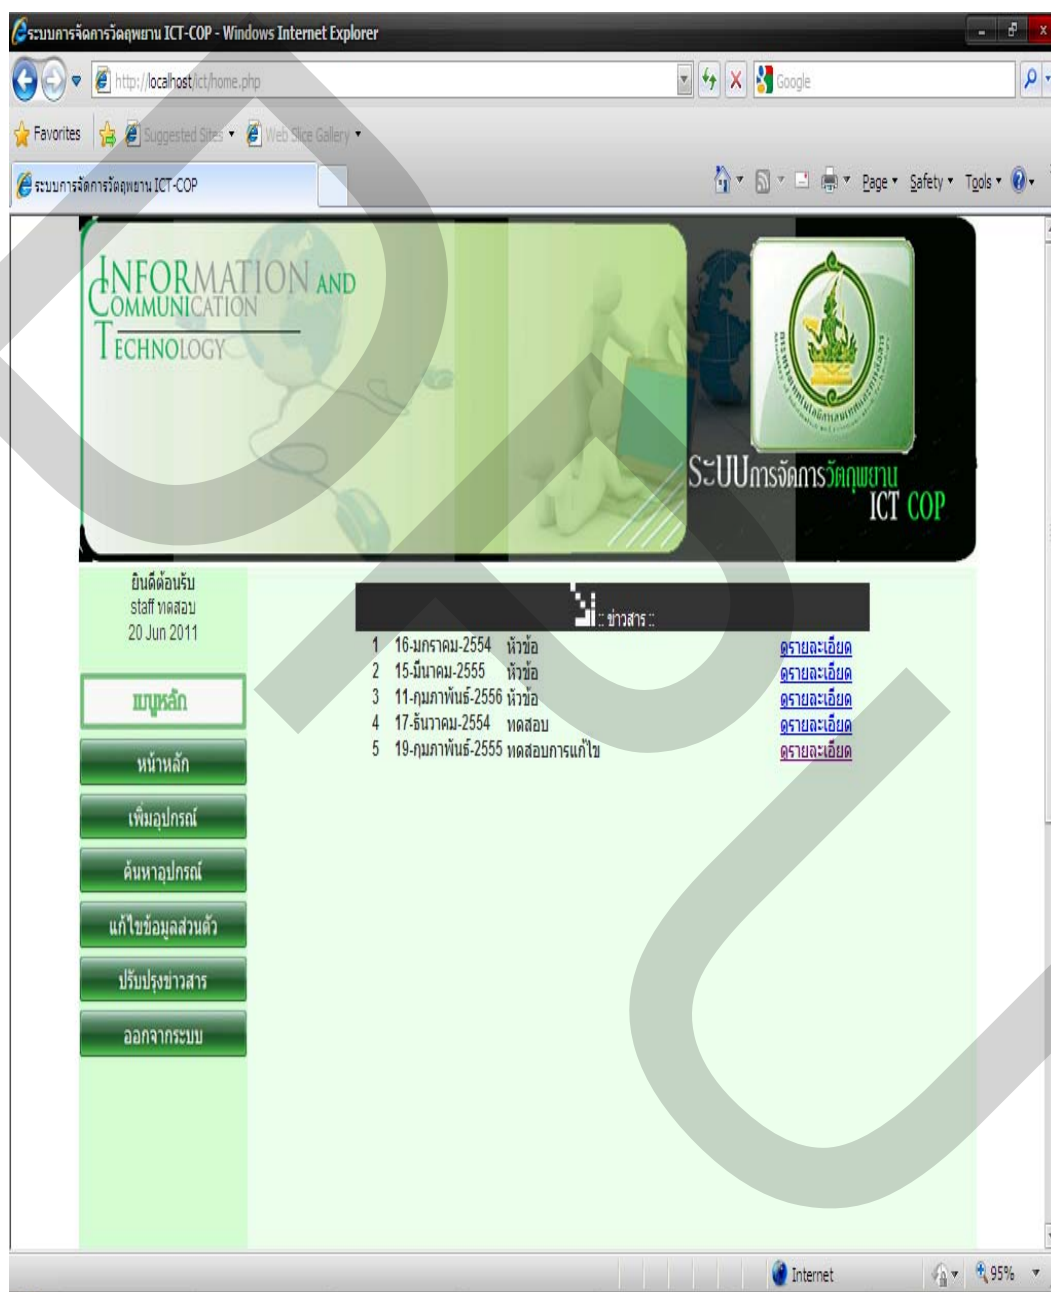 ระบบการจัดการวัตถุพยาน ICT-COP - Windows Internet Explorer
http://localhost/ict/home.php
Google
Favorites Suggested Sites Web Slice Gallery
ระบบการจัดการวัตถุพยาน ICT-COP
Page Safety Tools
INFORMATION AND
COMMUNICATION
TECHNOLOGY
ระบบการจัดการวัตถุพยาน
ICT COP
ยินดีต้อนรับ
staff ทดสอบ
20 Jun 2011
:: ข่าวสาร ::
1 16-มกราคม-2554 หัวข้อ ดูรายละเอียด
2 15-มีนาคม-2555 หัวข้อ ดูรายละเอียด
3 11-กุมภาพันธ์-2556 หัวข้อ ดูรายละเอียด
4 17-ธันวาคม-2554 ทดสอบ ดูรายละเอียด
5 19-กุมภาพันธ์-2555 ทดสอบการแก้ไข ดูรายละเอียด
เมนูหลัก
หน้าหลัก
เพิ่มอุปกรณ์
ค้นหาอุปกรณ์
แก้ไขข้อมูลส่วนตัว
ปรับปรุงข่าวสาร
ออกจากระบบ
Internet
95%